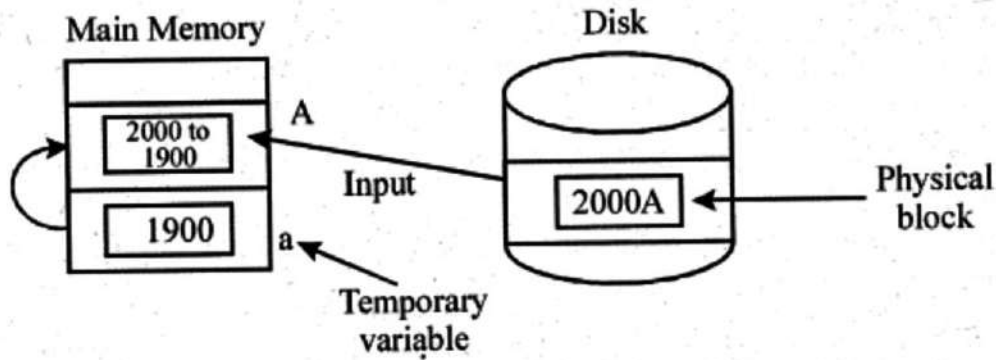 Main Memory
Disk
A
2000 to
1900
Input
2000A
Physical
block
1900
a
Temporary
variable